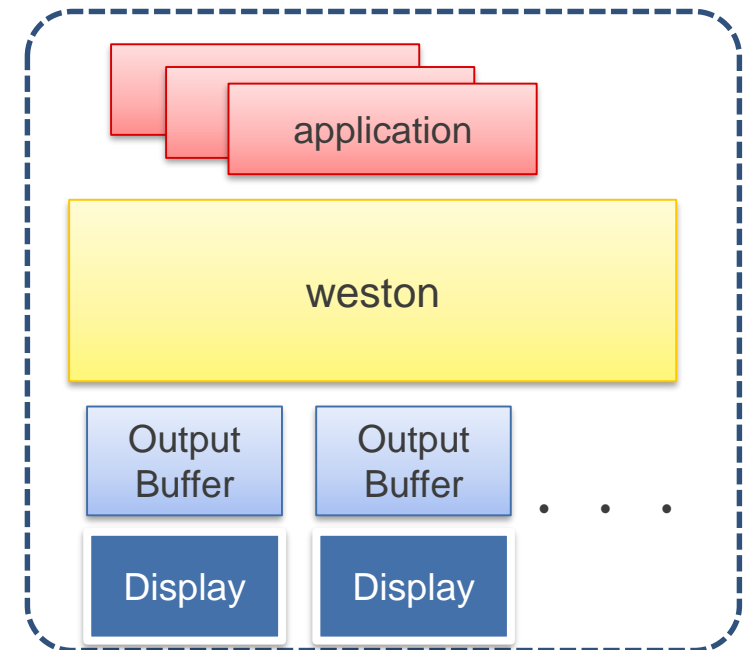 application
weston
Output
Buffer
Output
Buffer
. . .
Display
Display